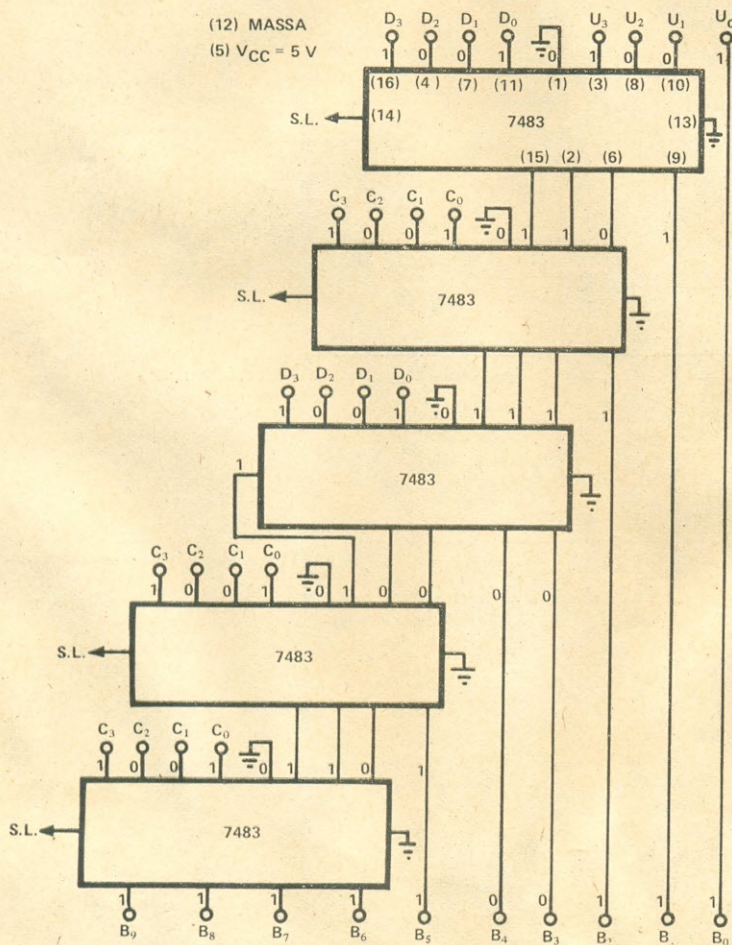 (12) MASSA
(5) V_CC = 5 V
D₃ D₂ D₁ D₀ U₃ U₂ U₁ U₀
1 0 0 1 0 1 0 0 1
(16) (4) (7) (11) (1) (3) (8) (10)
S.L. (14) 7483 (13)
(15) (2) (6) (9)
C₃ C₂ C₁ C₀
1 0 0 1 0 1 1 0 1
S.L. 7483
D₃ D₂ D₁ D₀
1 0 0 1 0 1 1 1 1
1 7483
C₃ C₂ C₁ C₀
1 0 0 1 0 1 0 0 0 0
S.L. 7483
C₃ C₂ C₁ C₀
1 0 0 1 0 1 1 0 1
S.L. 7483
1 1 1 1 1 0 0 1 1 1
B₉ B₈ B₇ B₆ B₅ B₄ B₃ B₂ B₁ B₀